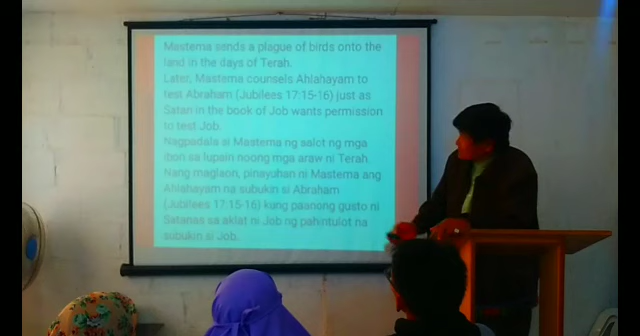 Mastema sends a plague of birds onto the
land in the days of Terah.
Later, Mastema counsels Ahlahayam to
test Abraham (Jubilees 17:15-16) just as
Satan in the book of Job wants permission
to test Job.
Nagpadala si Mastema ng salot ng mga
ibon sa lupain noong mga araw ni Terah.
Nang maglaon, pinayuhan ni Mastema ang
Ahlahayam na subukin si Abraham
(Jubilees 17:15-16) kung paanong gusto ni
Satanas sa aklat ni Job ng pahintulot na
subukin si Job.